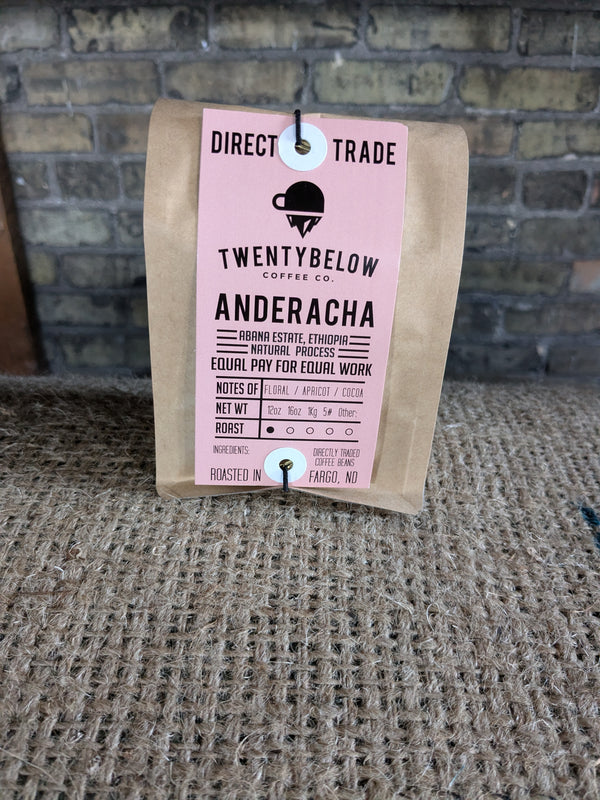 DIRECT TRADE
TWENTYBELOW
COFFEE CO.
ANDERACHA
ABANA ESTATE, ETHIOPIA
NATURAL PROCESS
EQUAL PAY FOR EQUAL WORK
NOTES OF FLORAL / APRICOT / COCOA
NET WT 12oz 16oz 1Kg 5# Other:
ROAST
INGREDIENTS: DIRECTLY TRADED
COFFEE BEANS
ROASTED IN FARGO, ND